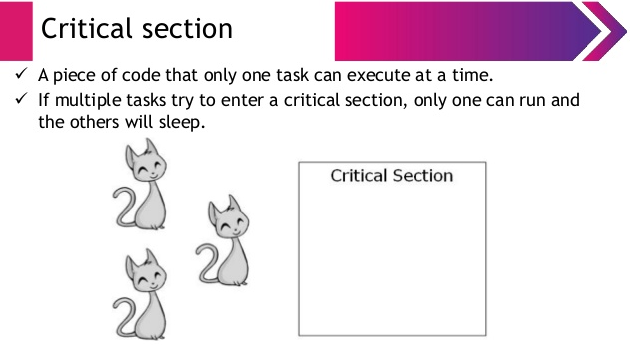 Critical section
✓ A piece of code that only one task can execute at a time.
✓ If multiple tasks try to enter a critical section, only one can run and
the others will sleep.
Critical Section